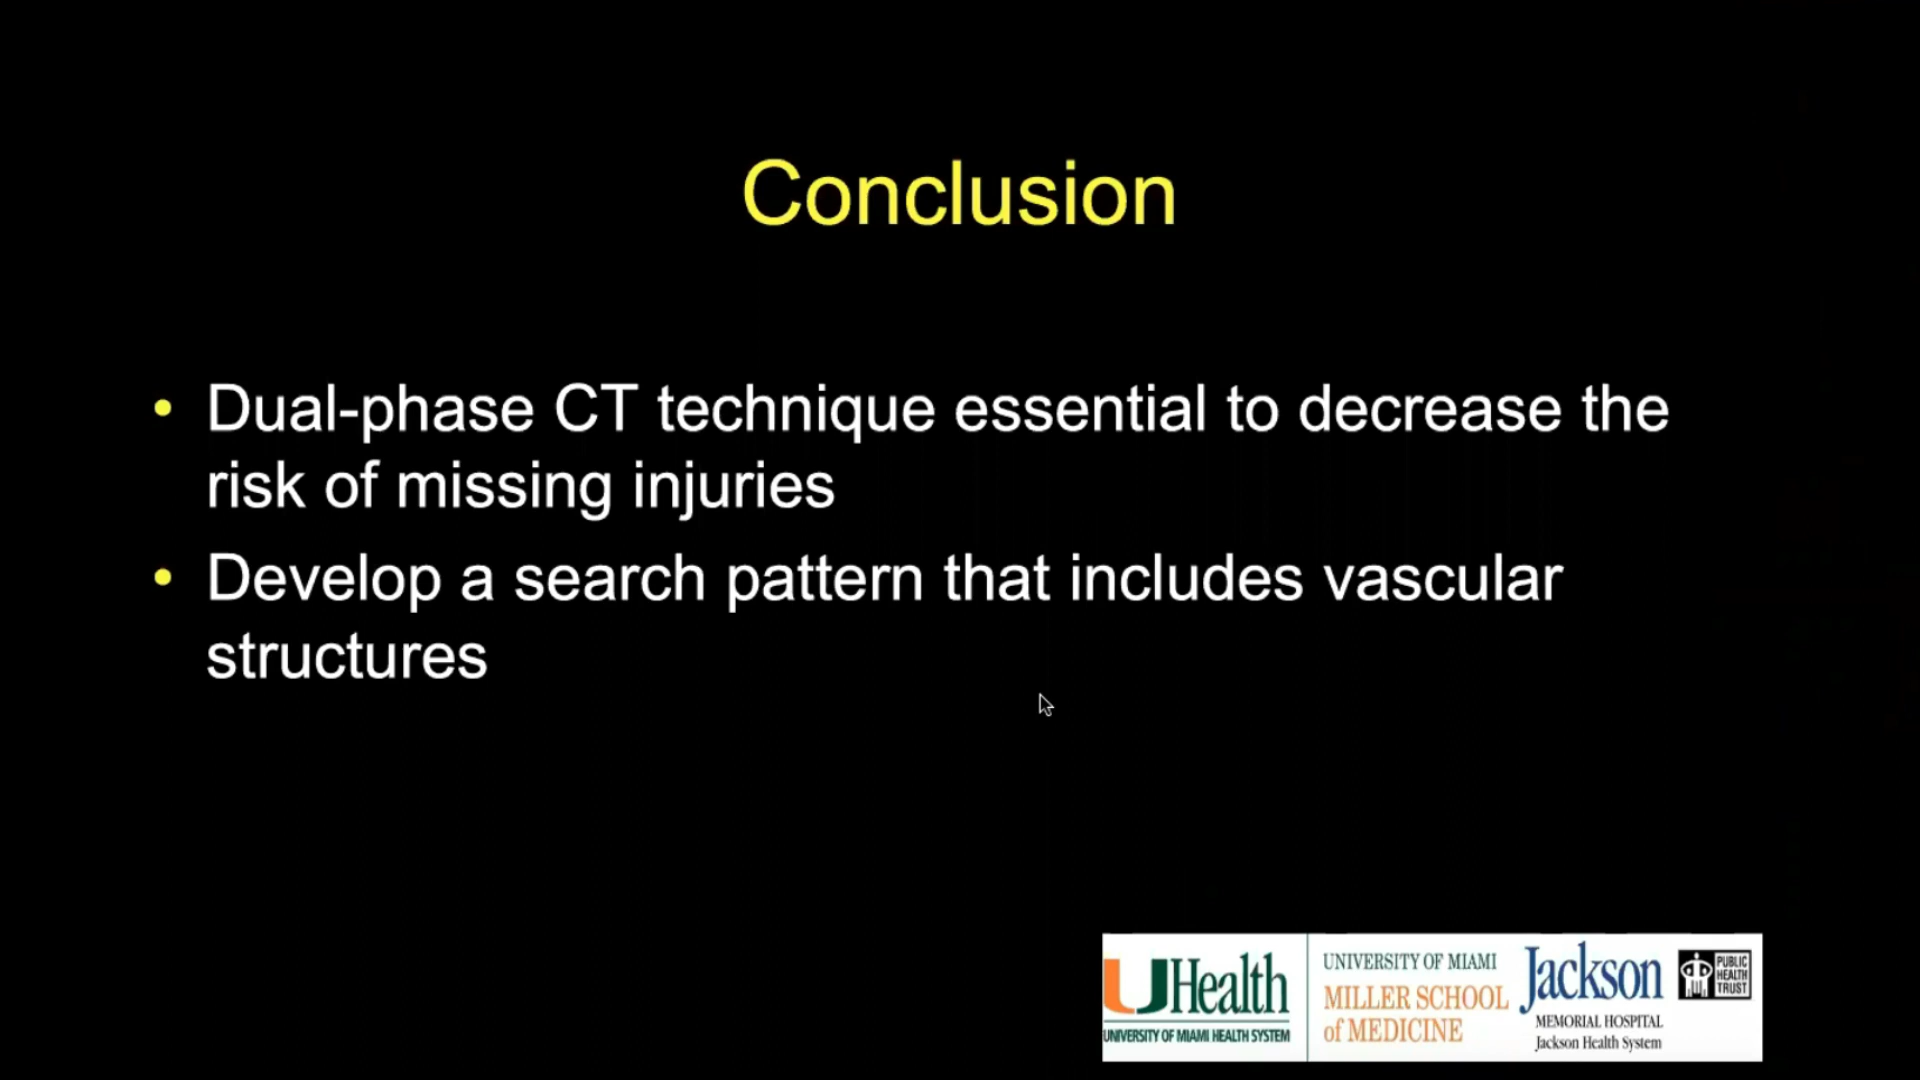 Conclusion
• Dual-phase CT technique essential to decrease the
risk of missing injuries
• Develop a search pattern that includes vascular
structures
UHealth
UNIVERSITY OF MIAMI HEALTH SYSTEM
UNIVERSITY OF MIAMI
MILLER SCHOOL
of MEDICINE
Jackson
MEMORIAL HOSPITAL
Jackson Health System
PUBLIC
HEALTH
TRUST